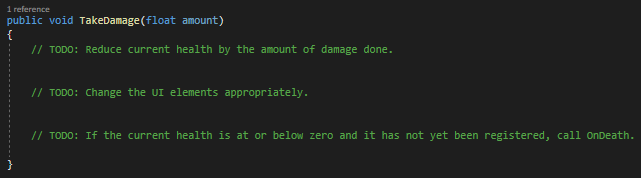 1 reference
public void TakeDamage(float amount)
{
// TODO: Reduce current health by the amount of damage done.
// TODO: Change the UI elements appropriately.
// TODO: If the current health is at or below zero and it has not yet been registered, call OnDeath.
}